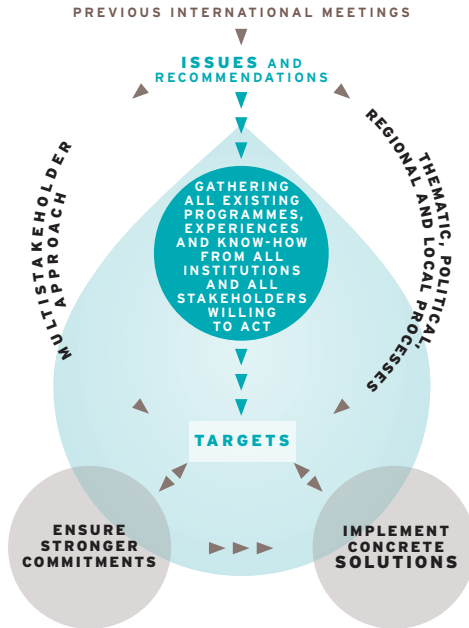 PREVIOUS INTERNATIONAL MEETINGS
ISSUES AND
RECOMMENDATIONS
MULTISTAKEHOLDER
APPROACH
THEMATIC, POLITICAL,
REGIONAL AND LOCAL PROCESSES
GATHERING
ALL EXISTING
PROGRAMMES,
EXPERIENCES
AND KNOW-HOW
FROM ALL
INSTITUTIONS
AND ALL
STAKEHOLDERS
WILLING
TO ACT
TARGETS
ENSURE
STRONGER
COMMITMENTS
IMPLEMENT
CONCRETE
SOLUTIONS